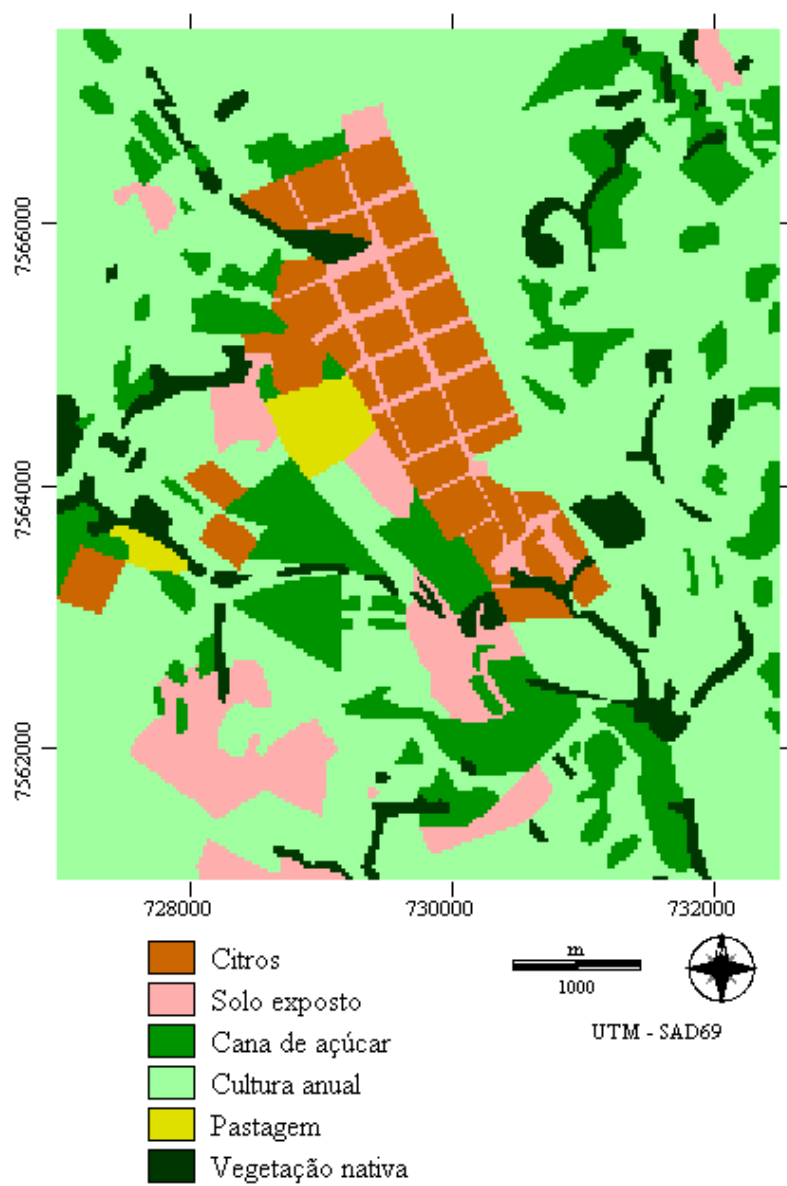 7566000
7564000
7562000
728000 730000 732000
Citros
Solo exposto
Cana de açúcar
Cultura anual
Pastagem
Vegetação nativa
m
1000
UTM - SAD69